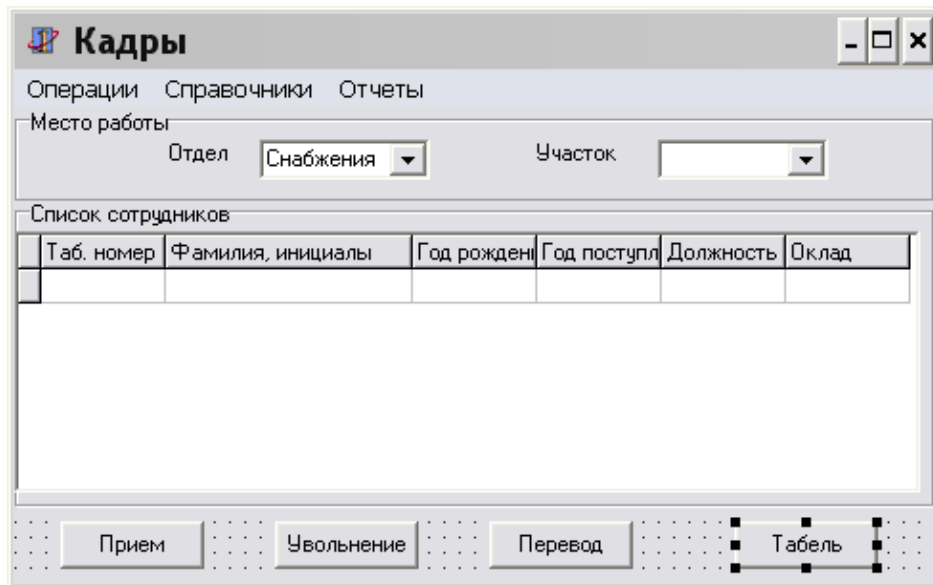 Кадры
Операции Справочники Отчеты
Место работы
Отдел Снабжения Участок
Список сотрудников
Таб. номер Фамилия, инициалы Год рождени Год поступл Должность Оклад
Прием Увольнение Перевод Табель